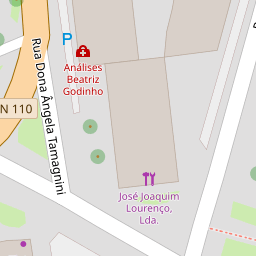 P
Análises
Beatriz
Godinho
N 110
Rua Dona Ângela Tamagnini
José Joaquim
Lourenço,
Lda.